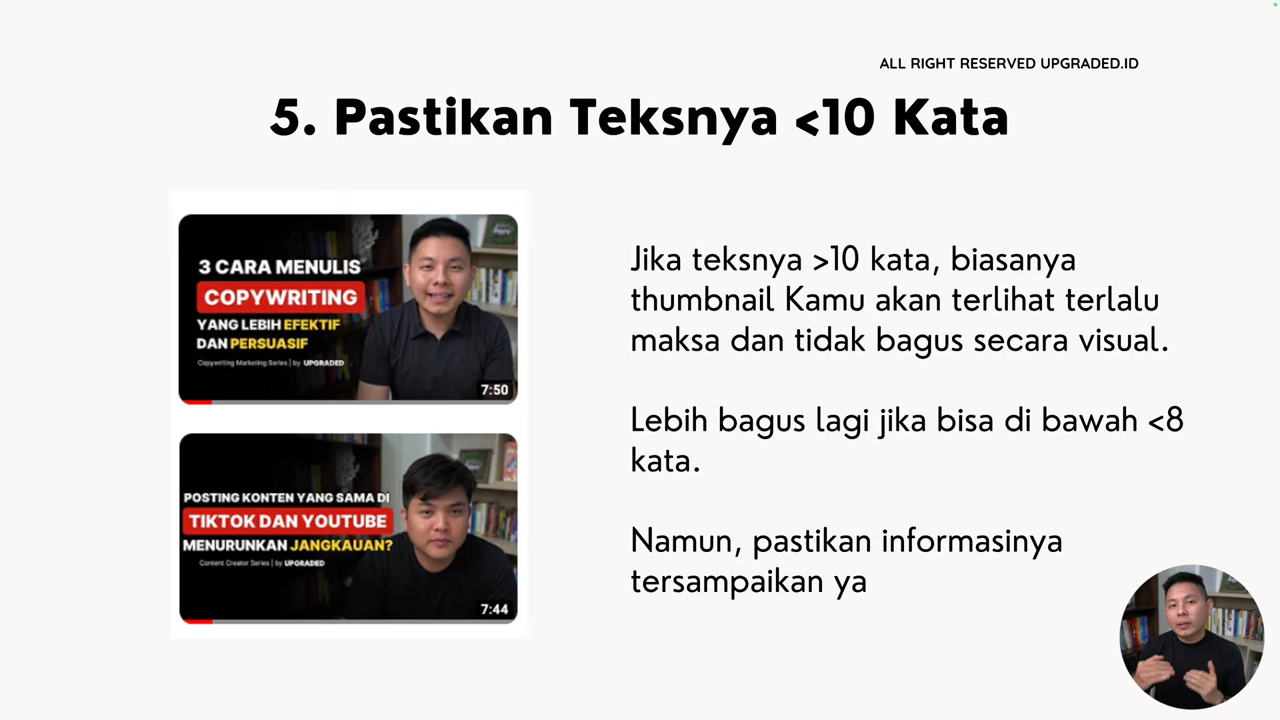 ALL RIGHT RESERVED UPGRADED.ID
5. Pastikan Teksnya <10 Kata
3 CARA MENULIS
COPYWRITING
YANG LEBIH EFEKTIF
DAN PERSUASIF
Copywriting Marketing Series | by UPGRADED
7:50
POSTING KONTEN YANG SAMA DI
TIKTOK DAN YOUTUBE
MENURUNKAN JANGKAUAN?
Content Creator Series | by UPGRADED
7:44
Jika teksnya >10 kata, biasanya
thumbnail Kamu akan terlihat terlalu
maksa dan tidak bagus secara visual.
Lebih bagus lagi jika bisa di bawah <8
kata.
Namun, pastikan informasinya
tersampaikan ya